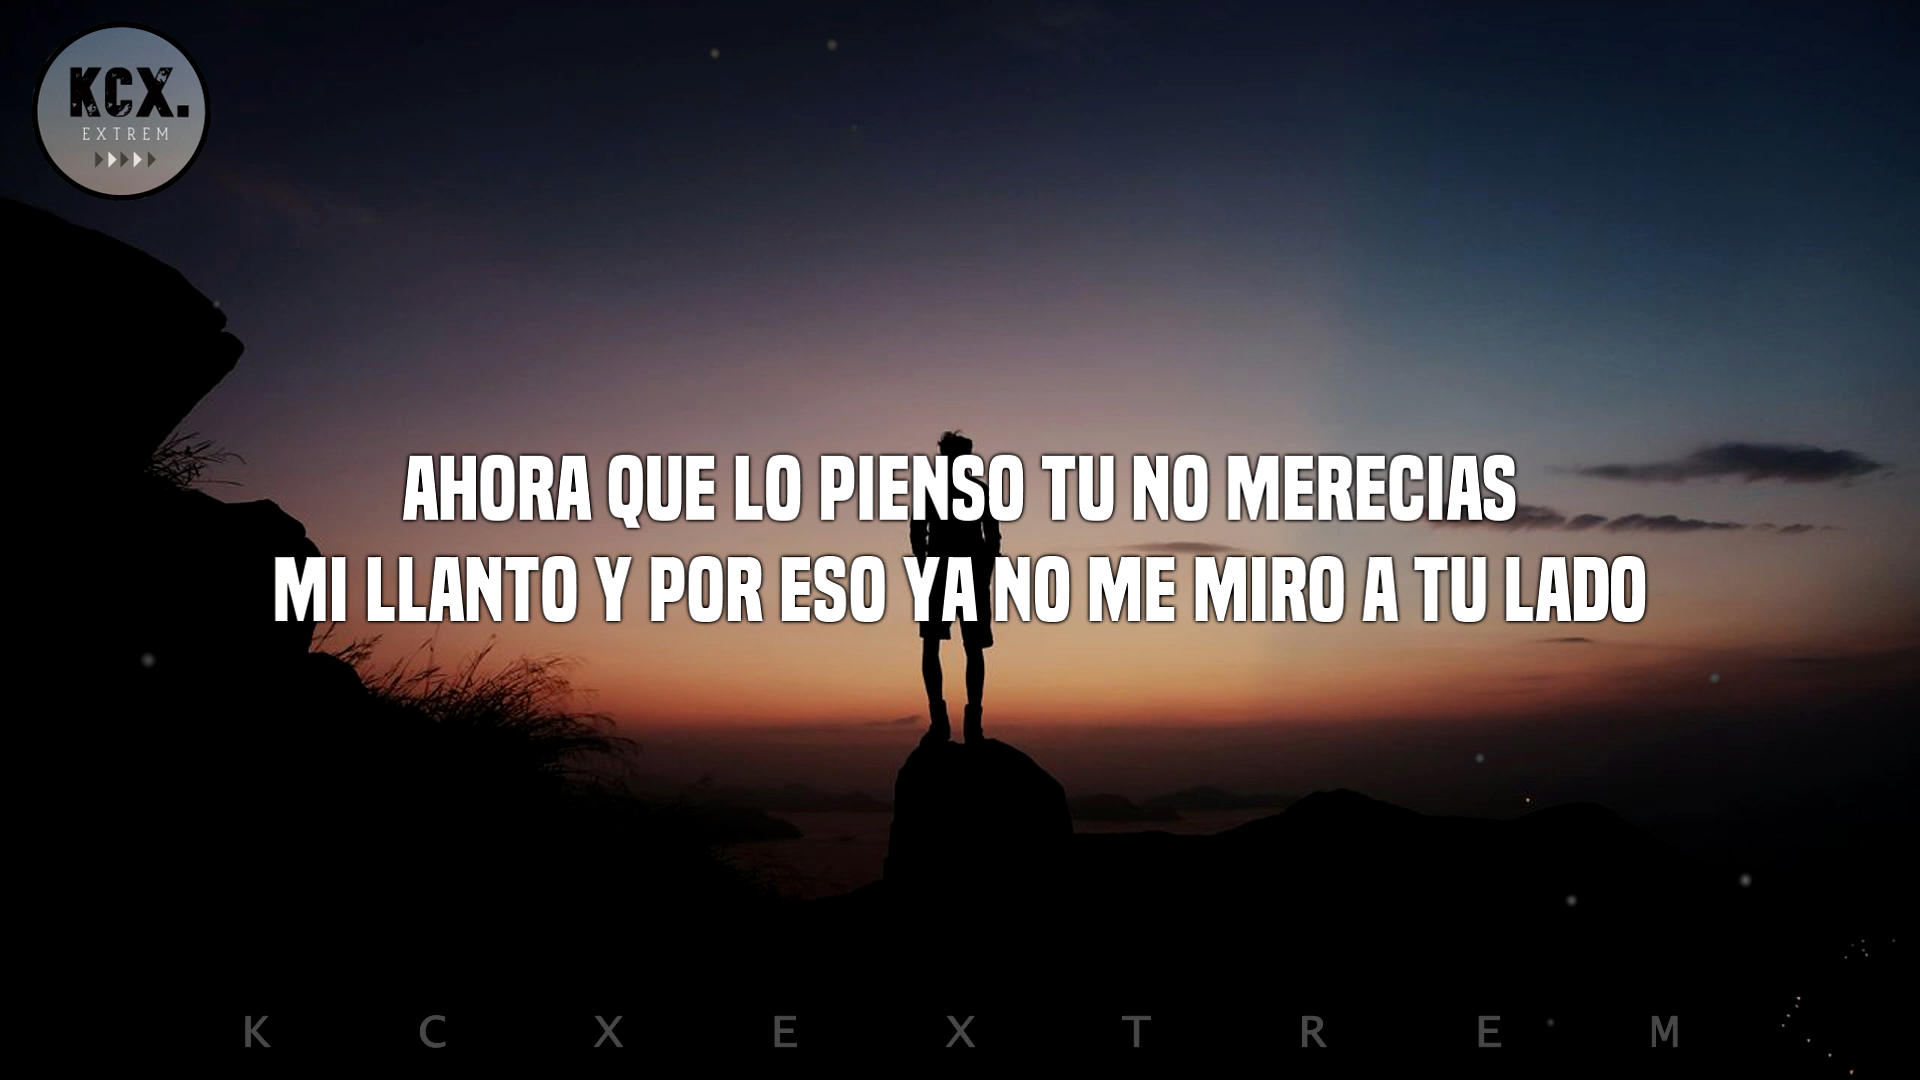 KCX.
EXTREM
AHORA QUE LO PIENSO TU NO MERECIAS
MI LLANTO Y POR ESO YA NO ME MIRO A TU LADO
K C X E X T R E M